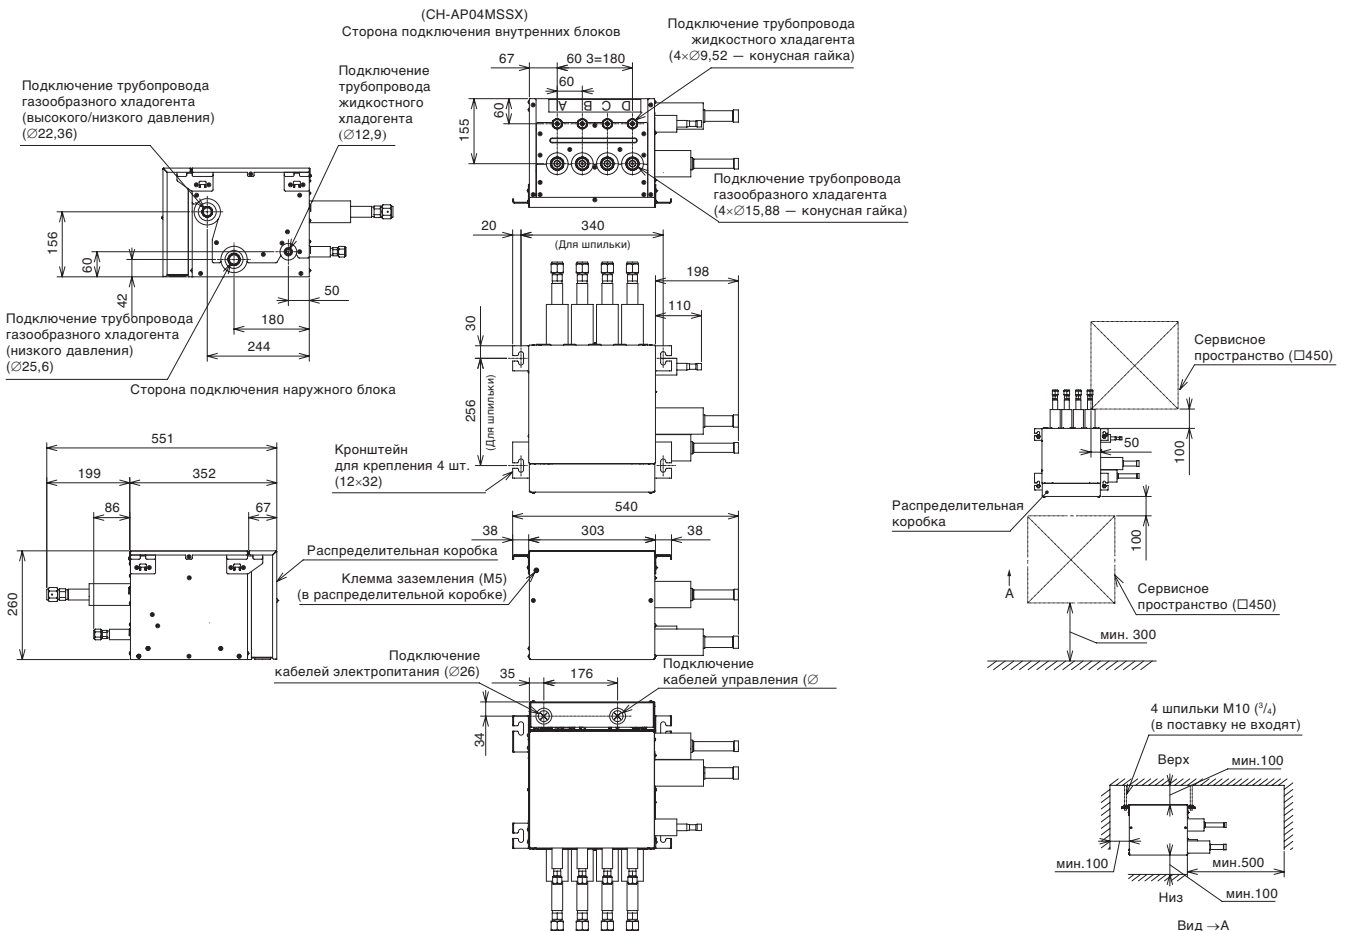 (CH-AP04MSSX)
Сторона подключения внутренних блоков
Подключение трубопровода
жидкостного хладагента
(4×∅9,52 — конусная гайка)
67
60 3=180
60
60
155
A B C D
Подключение трубопровода
газообразного хладогента
(высокого/низкого давления)
(∅22,36)
Подключение
трубопровода
жидкостного
хладогента
(∅12,9)
Подключение трубопровода
газообразного хладагента
(4×∅15,88 — конусная гайка)
156
60
42
50
180
244
Подключение трубопровода
газообразного хладогента
(низкого давления)
(∅25,6)
Сторона подключения наружного блока
20
340
(Для шпильки)
198
110
30
256
(Для шпильки)
Кронштейн
для крепления 4 шт.
(12×32)
551
199
352
86
67
260
Распределительная коробка
Клемма заземления (M5)
(в распределительной коробке)
540
38
303
38
Подключение
кабелей электропитания (∅26)
35
176
34
Подключение
кабелей управления (∅
Сервисное
пространство (□450)
50
100
Распределительная
коробка
100
A
Сервисное
пространство (□450)
мин. 300
4 шпильки M10 (3/4)
(в поставку не входят)
Верх
мин.100
мин.100
мин.500
мин.100
Низ
Вид →A